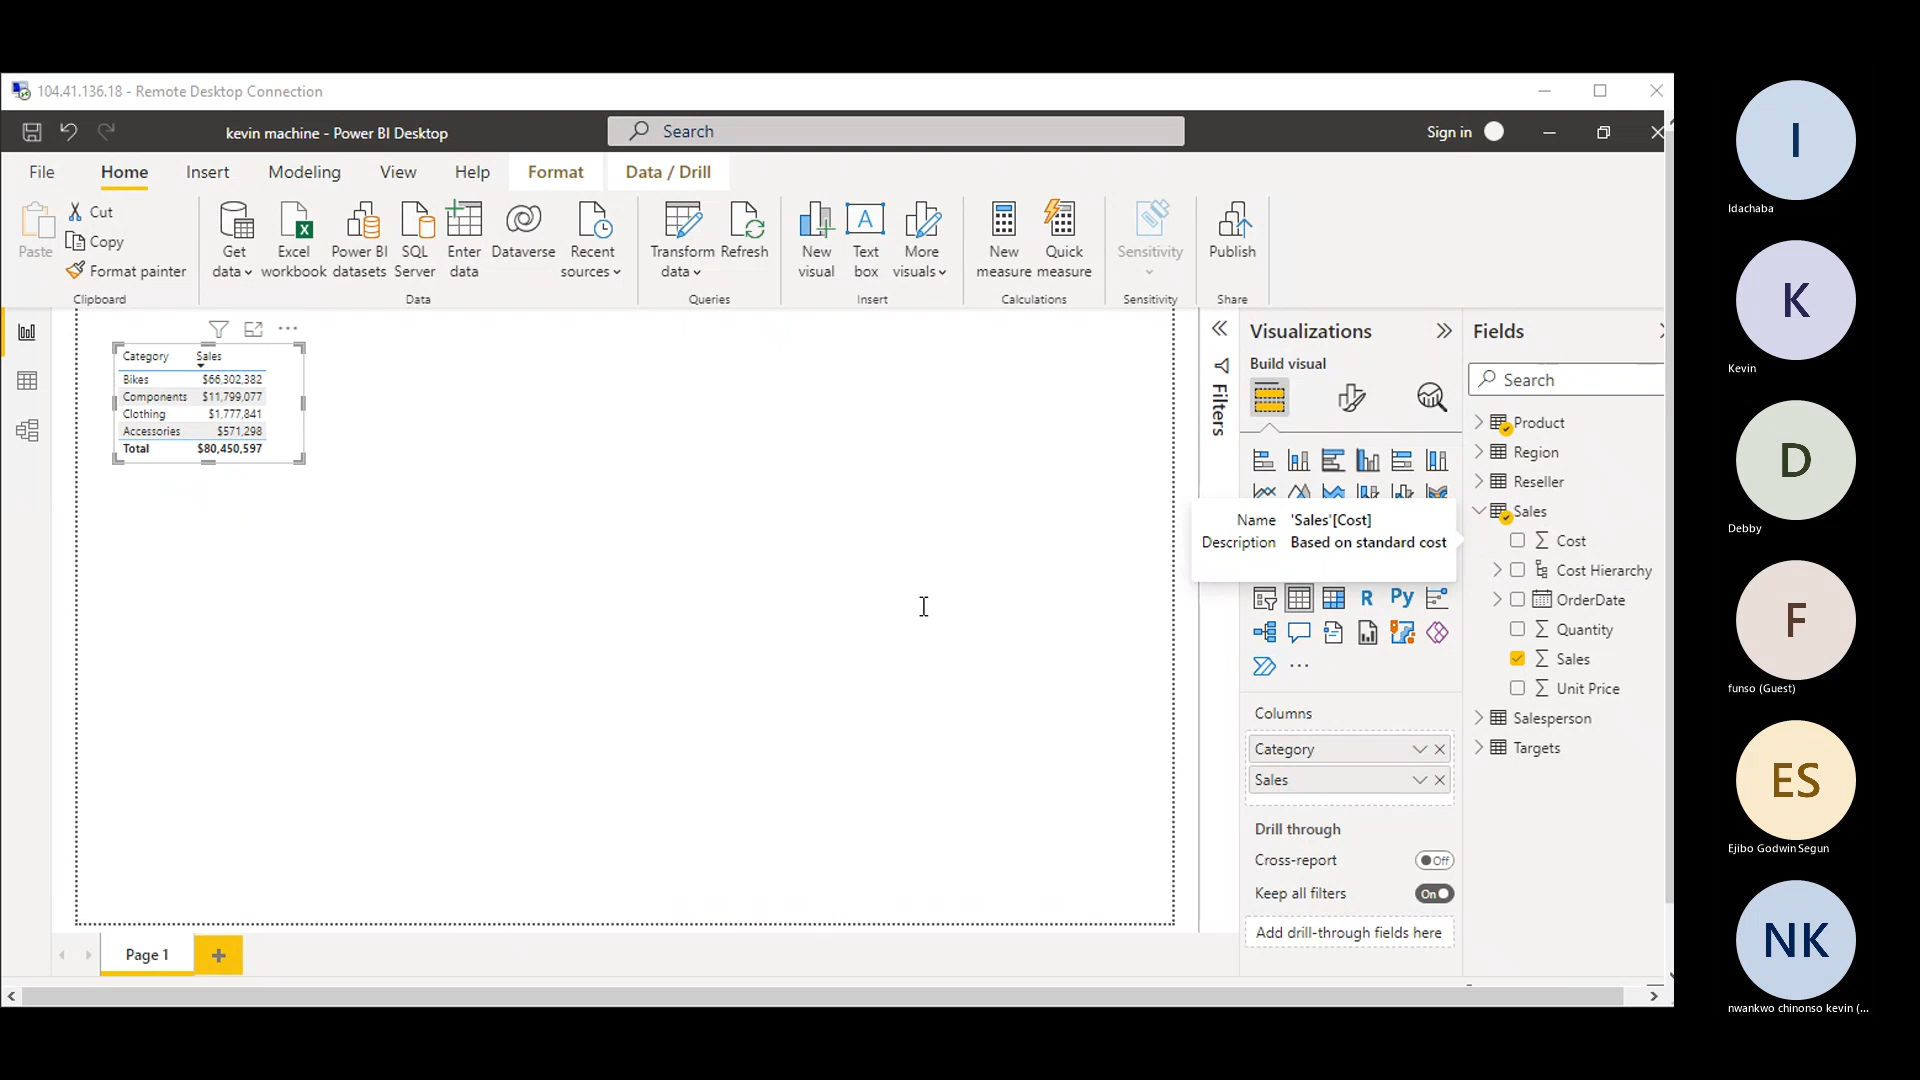 104.41.136.18 - Remote Desktop Connection
kevin machine - Power BI Desktop
Search
Sign in
File
Home
Insert
Modeling
View
Help
Format
Data / Drill
Paste
Cut
Copy
Format painter
Clipboard
Get data
Excel workbook
Power BI datasets
SQL Server
Enter data
Dataverse
Recent sources
Data
Transform data
Refresh
Queries
New visual
A
Text box
More visuals
Insert
New measure
Quick measure
Calculations
Sensitivity
Sensitivity
Publish
Share
Category Sales
Bikes $66,302,382
Components $11,799,077
Clothing $1,777,841
Accessories $571,298
Total $80,450,597
Filters
Visualizations
Build visual
Name 'Sales'[Cost]
Description Based on standard cost
R
Py
Columns
Category
Sales
Drill through
Cross-report Off
Keep all filters On
Add drill-through fields here
Fields
Search
Product
Region
Reseller
Sales
Cost
Cost Hierarchy
OrderDate
Quantity
Sales
Unit Price
Salesperson
Targets
Page 1
I
Idachaba
K
Kevin
D
Debby
F
funso (Guest)
ES
Ejibo Godwin Segun
NK
nwankwo chinonso kevin (...